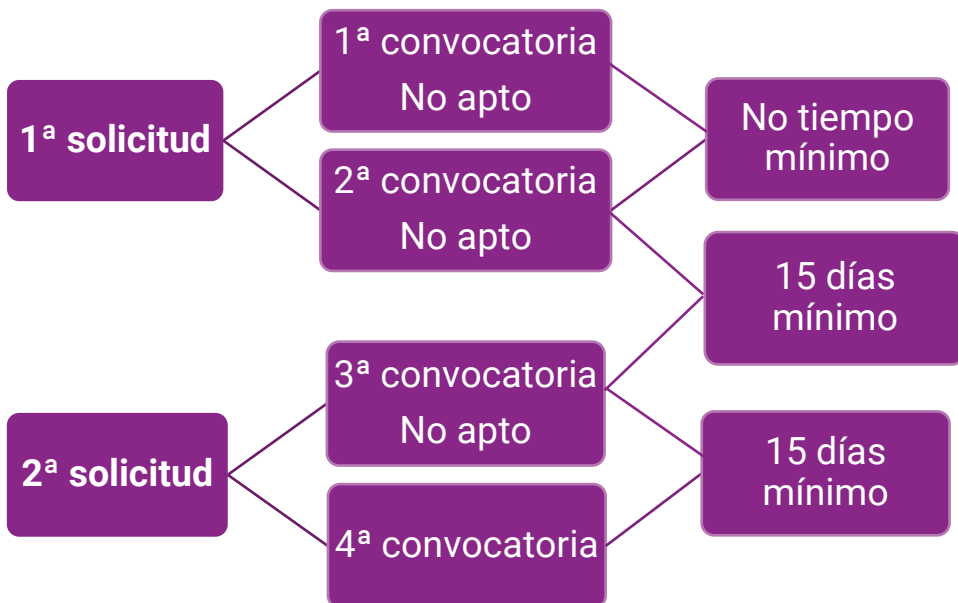 1ª solicitud
1ª convocatoria
No apto
2ª convocatoria
No apto
No tiempo
mínimo
15 días
mínimo
2ª solicitud
3ª convocatoria
No apto
4ª convocatoria
15 días
mínimo